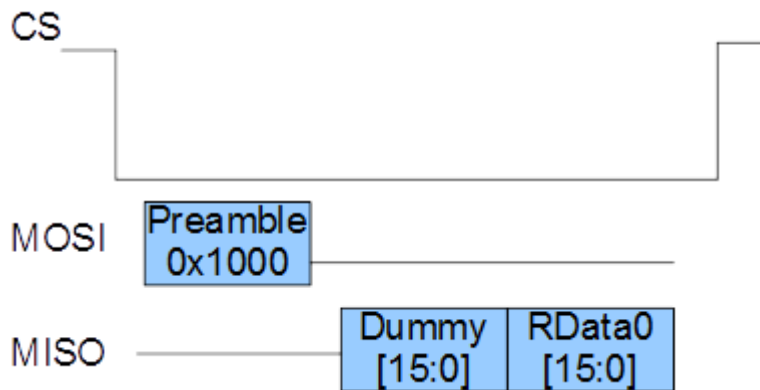 CS
MOSI
Preamble
0x1000
MISO
Dummy
[15:0]
RData0
[15:0]